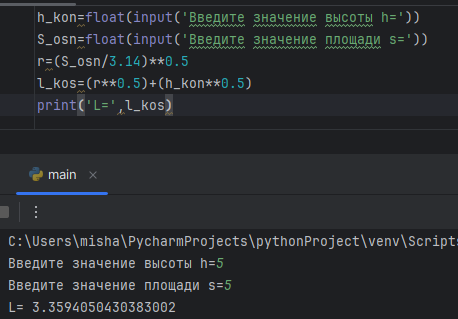 h_kon=float(input('Введите значение высоты h='))
S_osn=float(input('Введите значение площади s='))
r=(S_osn/3.14)**0.5
l_kos=(r**0.5)+(h_kon**0.5)
print('L=',l_kos)
main
C:\Users\misha\PycharmProjects\pythonProject\venv\Scripts
Введите значение высоты h=5
Введите значение площади s=5
L= 3.3594050430383002